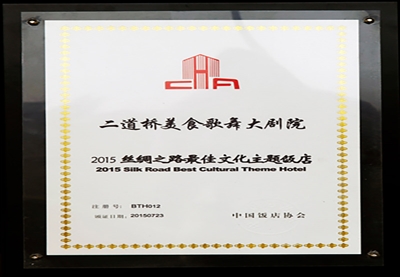 CHA
二道桥美食歌舞大剧院
2015 丝绸之路最佳文化主题饭店
2015 Silk Road Best Cultural Theme Hotel
注 册 号: BTH012
颁证日期: 20150723 中国饭店协会